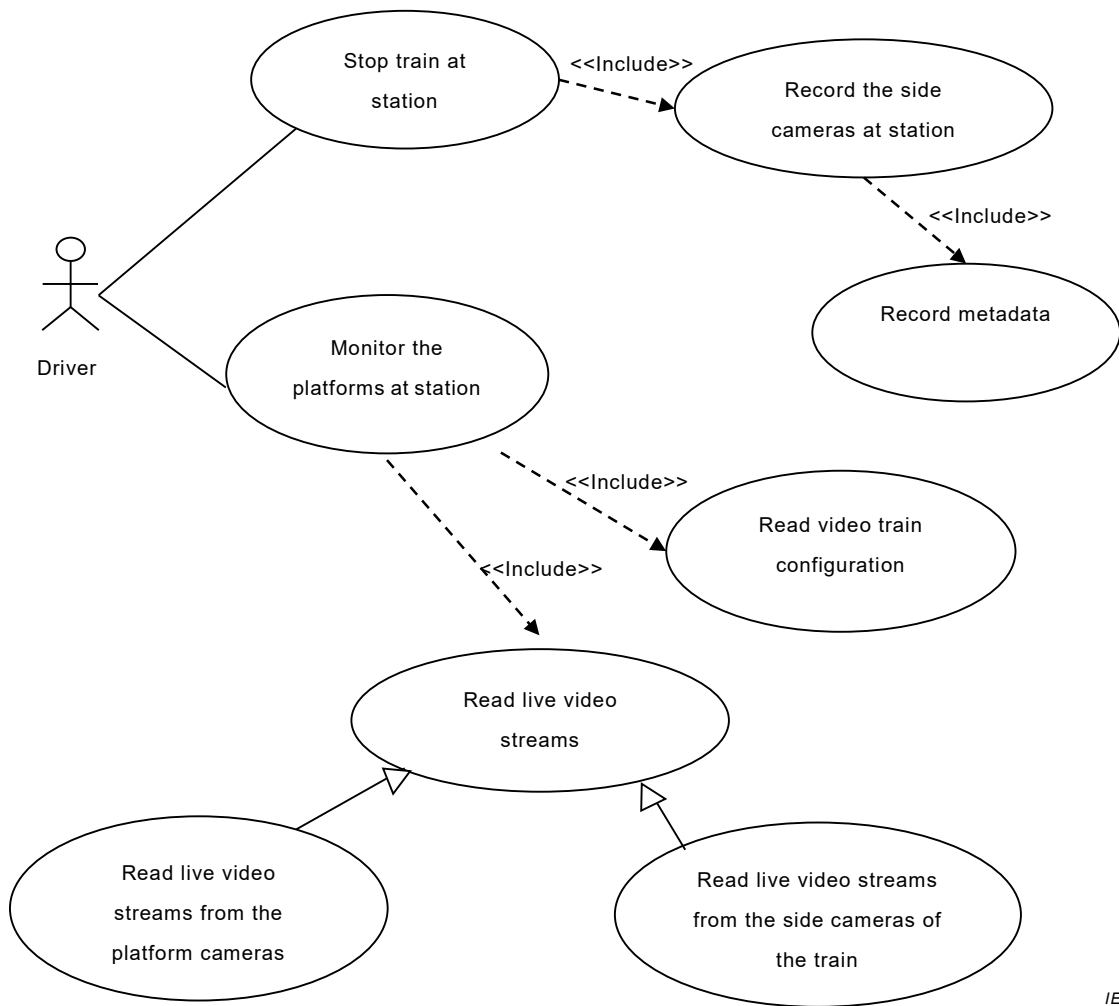 Stop train at
station
<<Include>>
Record the side
cameras at station
<<Include>>
Record metadata
Driver
Monitor the
platforms at station
<<Include>>
Read video train
configuration
<<Include>>
Read live video
streams
Read live video
streams from the
platform cameras
Read live video streams
from the side cameras of
the train